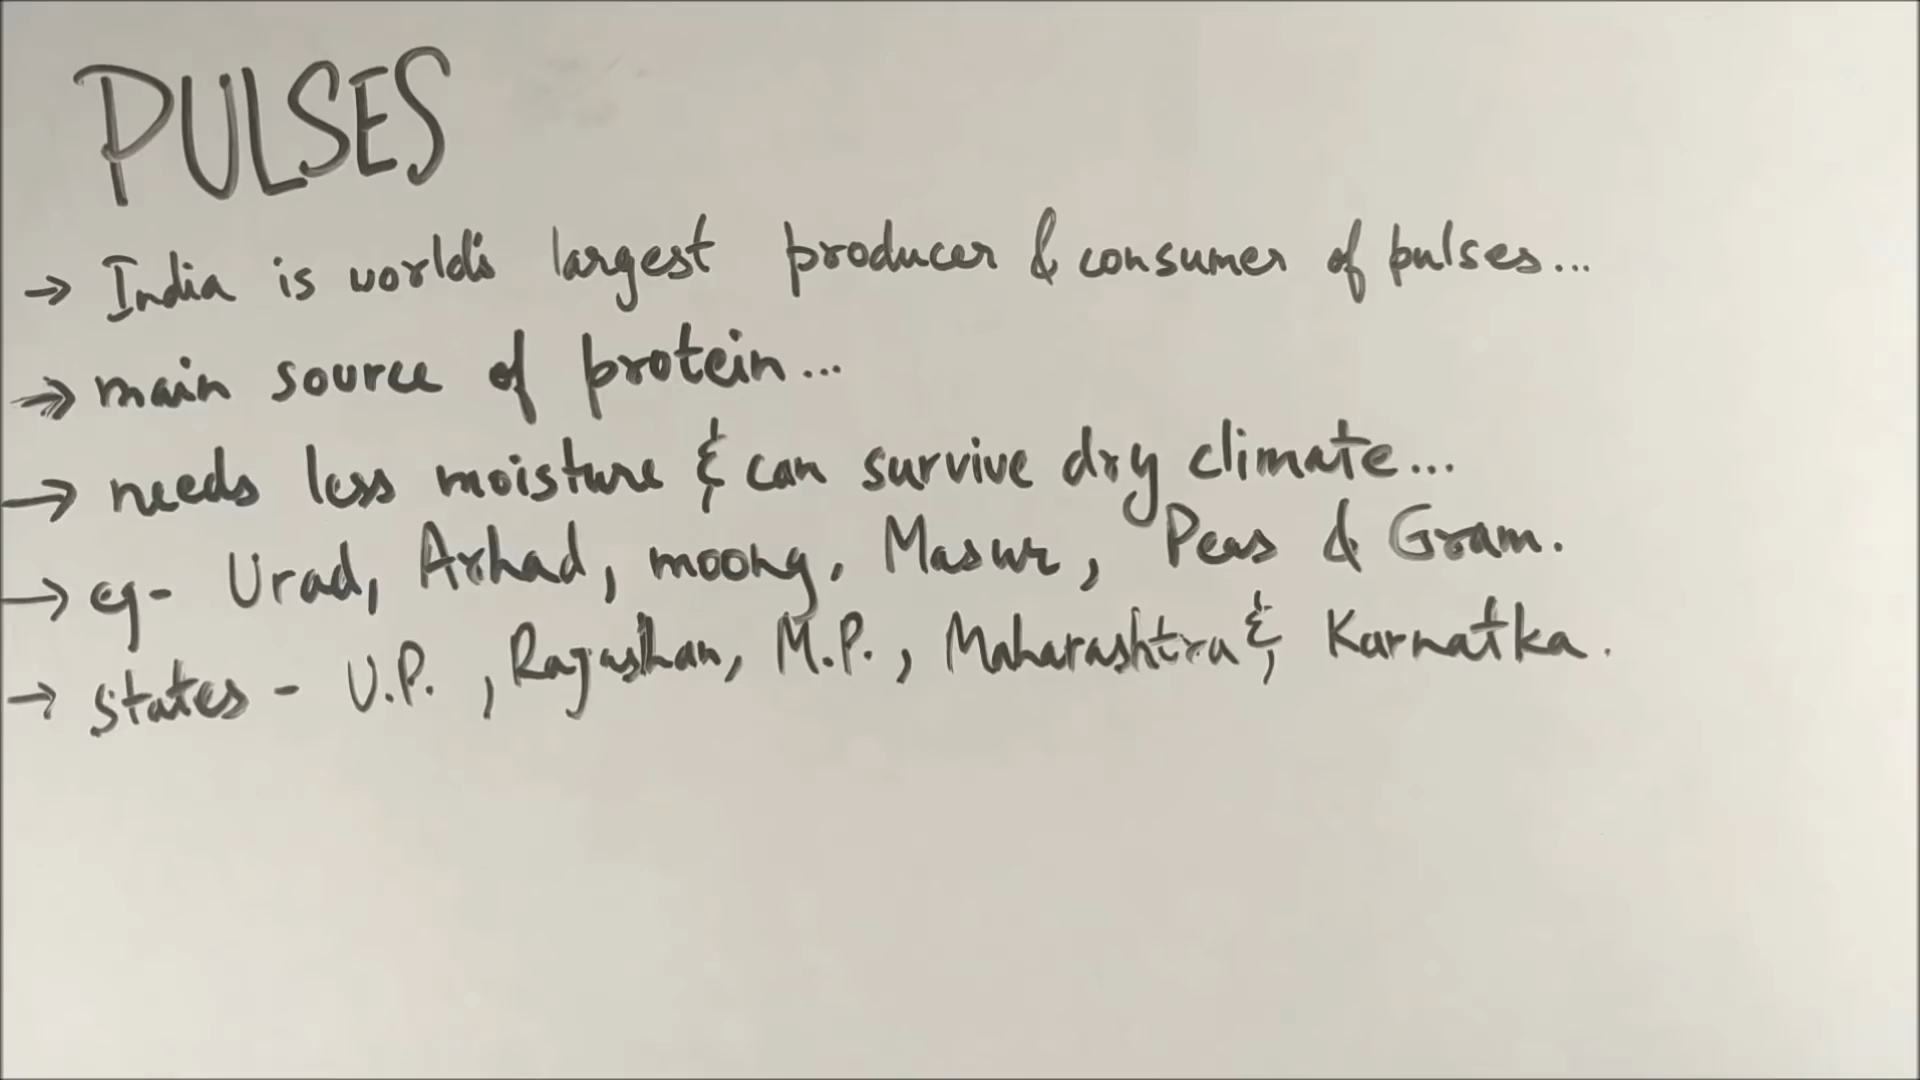 PULSES
→ India is world's largest producer & consumer of pulses...
→ main source of protein...
→ needs less moisture & can survive dry climate...
→ eg- Urad, Arhad, moong, Masur, Peas & Gram.
→ states - U.P., Rajasthan, M.P., Maharashtra & Karnatka.